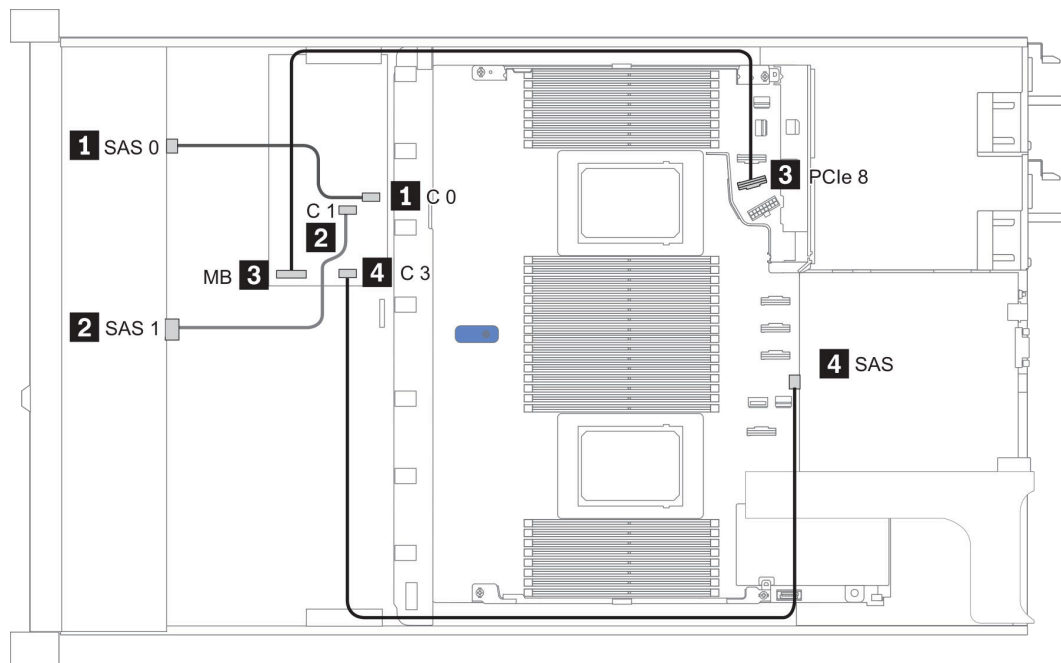 1 SAS 0
1 C 0
C 1
2
3 PCIe 8
MB 3
4 C 3
2 SAS 1
4 SAS